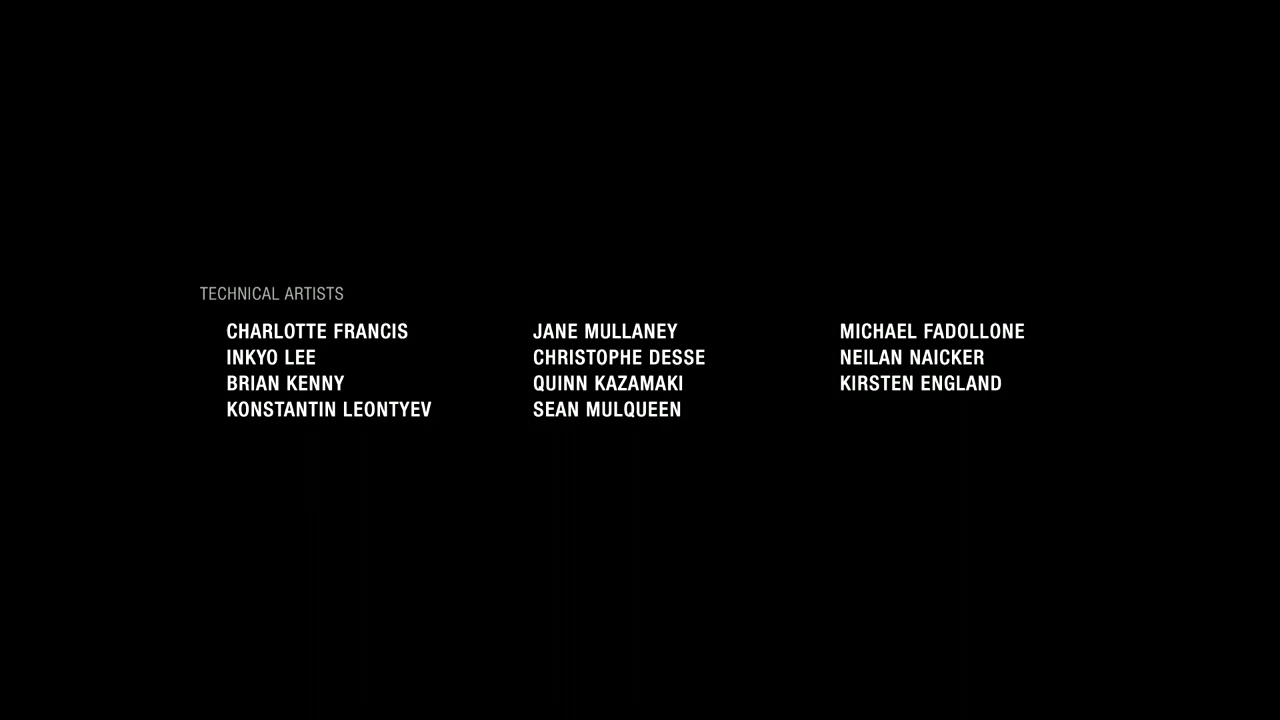 TECHNICAL ARTISTS
CHARLOTTE FRANCIS
INKYO LEE
BRIAN KENNY
KONSTANTIN LEONTYEV
JANE MULLANEY
CHRISTOPHE DESSE
QUINN KAZAMAKI
SEAN MULQUEEN
MICHAEL FADOLLONE
NEILAN NAICKER
KIRSTEN ENGLAND